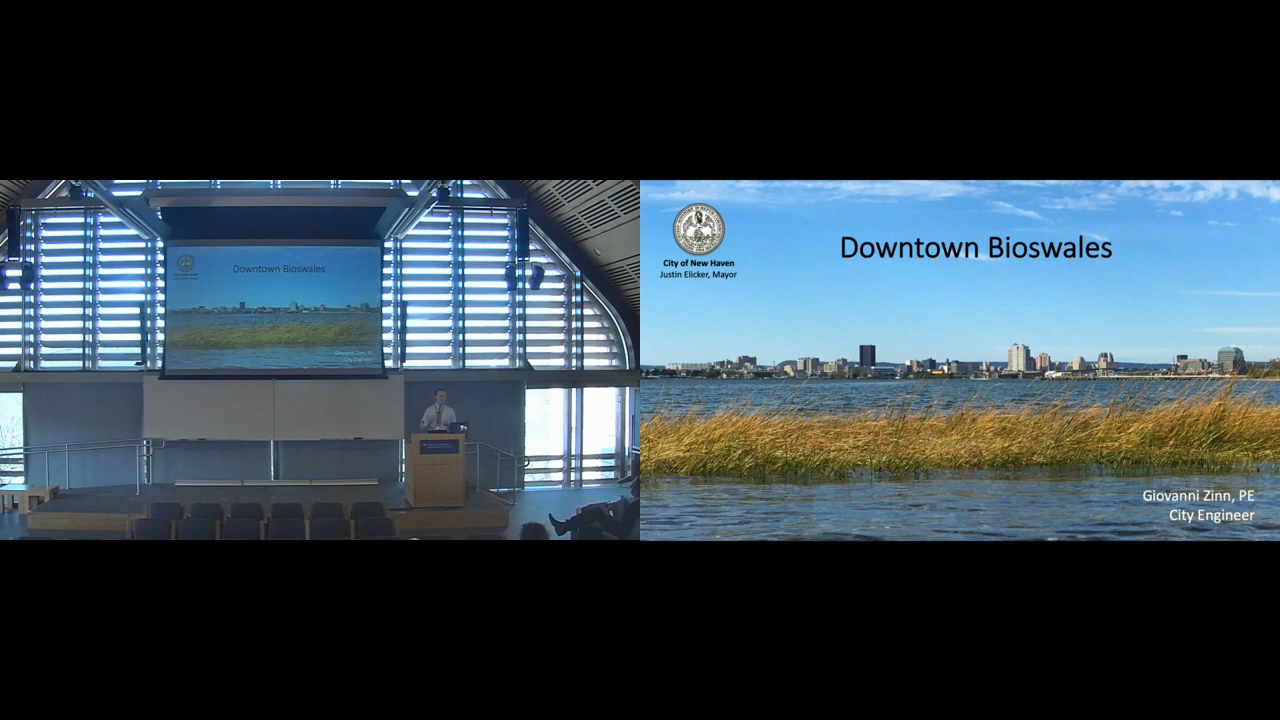 Downtown Bioswales
Giovanni Zinn, PE
City Engineer
City of New Haven
Justin Elicker, Mayor
Downtown Bioswales
Giovanni Zinn, PE
City Engineer